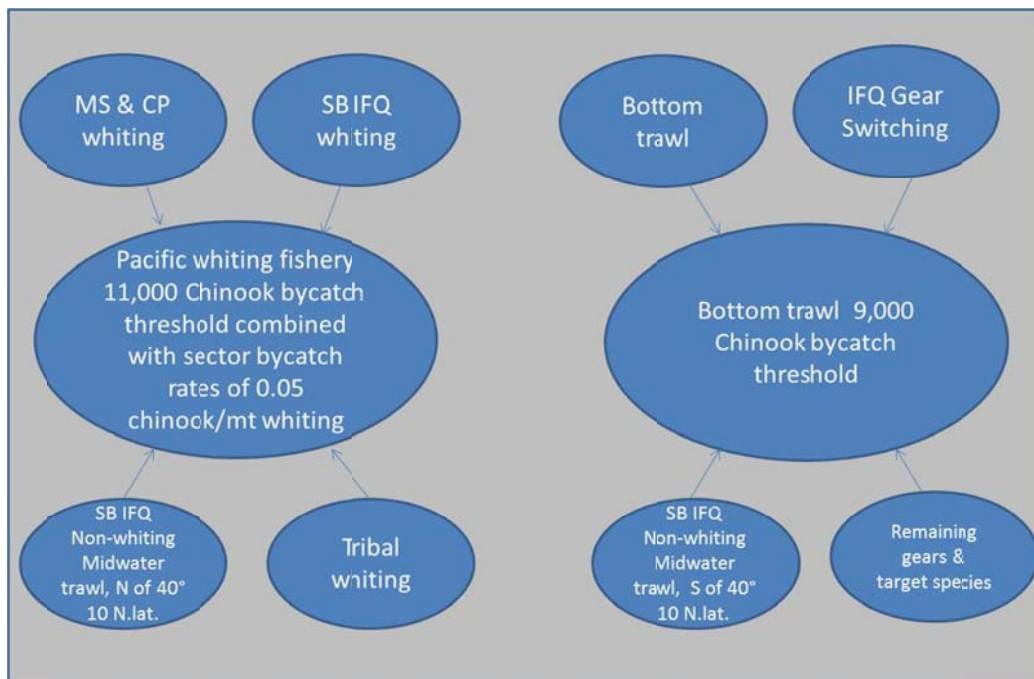 MS & CP
whiting
SB IFQ
whiting
Bottom
trawl
IFQ Gear
Switching
Pacific whiting fishery
11,000 Chinook bycatch
threshold combined
with sector bycatch
rates of 0.05
chinook/mt whiting
Bottom trawl 9,000
Chinook bycatch
threshold
SB IFQ
Non-whiting
Midwater
trawl, N of 40°
10 N.lat.
Tribal
whiting
SB IFQ
Non-whiting
Midwater
trawl, S of 40°
10 N.lat.
Remaining
gears &
target species